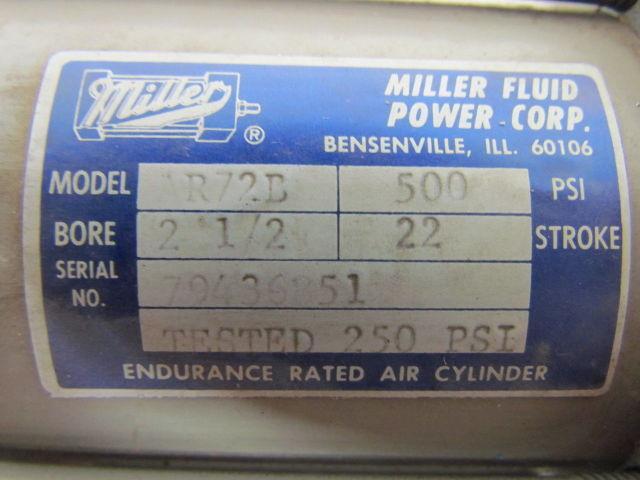 Miller ®
MILLER FLUID
POWER CORP.
BENSENVILLE, ILL. 60106
MODEL AR72B 500 PSI
BORE 2 1/2 22 STROKE
SERIAL
NO.
TESTED 250 PSI
ENDURANCE RATED AIR CYLINDER